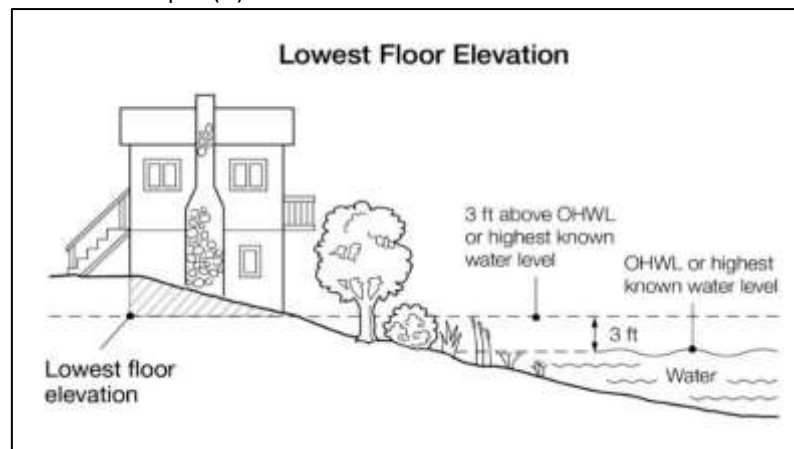 Lowest Floor Elevation
3 ft above OHWL
or highest known
water level
OHWL or highest
known water level
3 ft
Water
Lowest floor
elevation